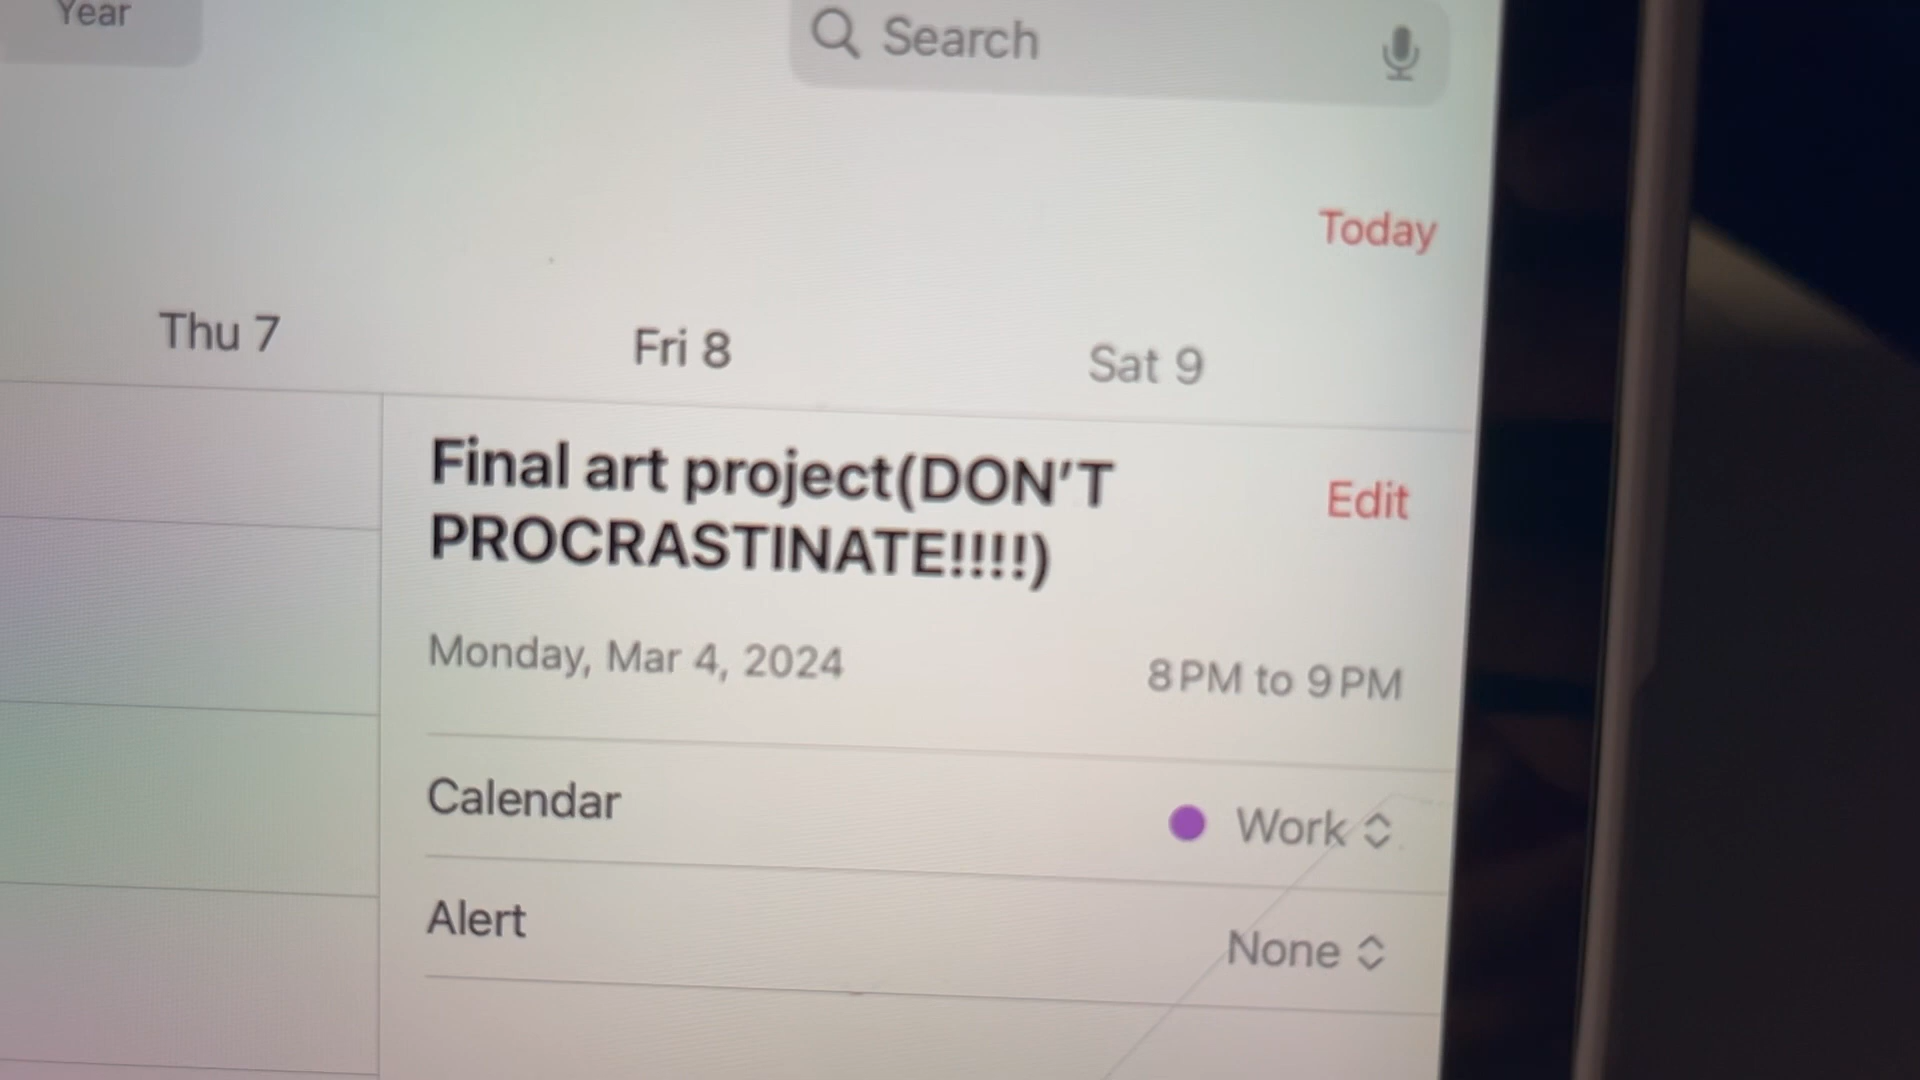 Year
Search
Today
Thu 7
Fri 8
Sat 9
Final art project(DON'T
PROCRASTINATE!!!!)
Edit
Monday, Mar 4, 2024
8 PM to 9 PM
Calendar
Work
Alert
None